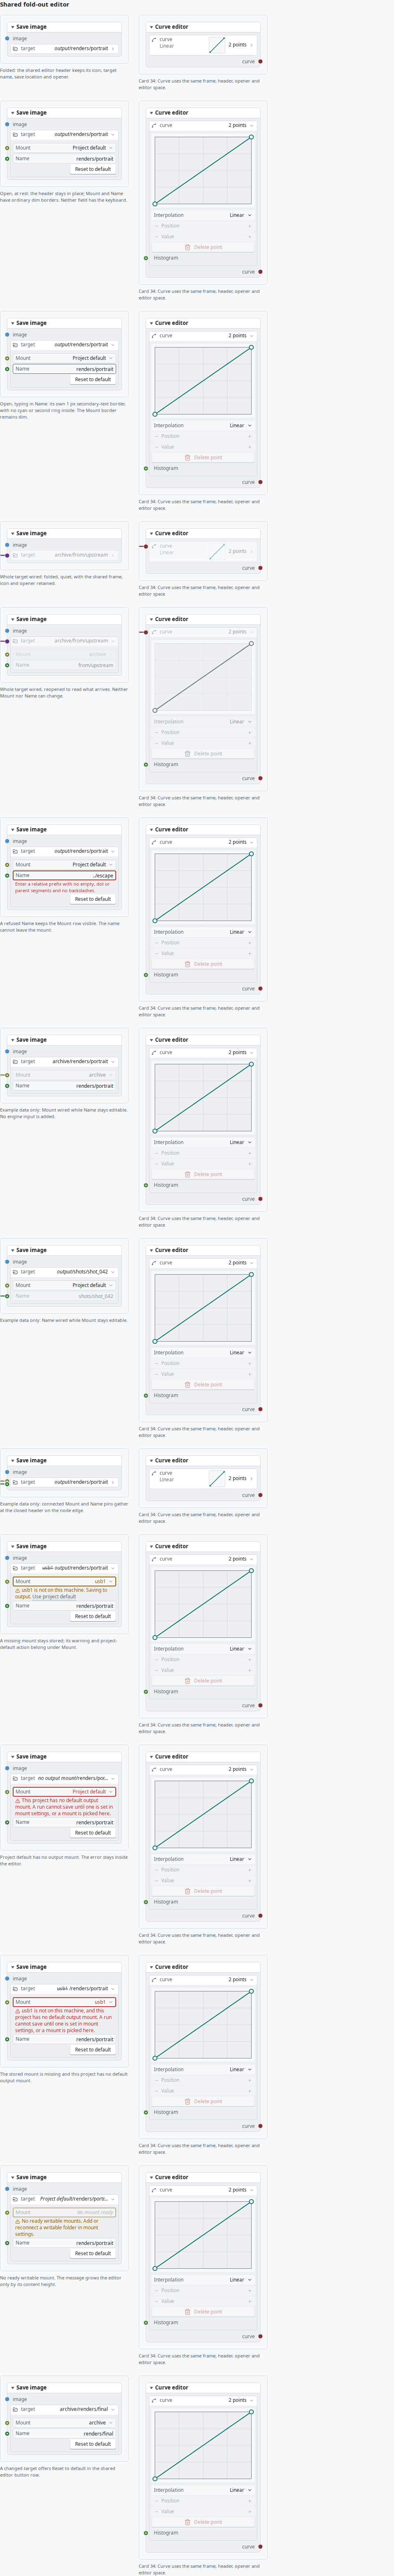 Shared fold-out editor
Save image
image
target output/renders/portrait
Folded: the shared editor header keeps its icon, target
name, save location and opener.
Curve editor
curve
Linear
2 points
curve
Card 34: Curve uses the same frame, header, opener and
editor space.
Save image
image
target output/renders/portrait
Mount Project default
Name renders/portrait
Reset to default
Open, at rest: the header stays in place; Mount and Name
have ordinary dim borders. Neither field has the keyboard.
Curve editor
curve 2 points
Interpolation Linear
− Position +
− Value +
Delete point
Histogram
curve
Card 34: Curve uses the same frame, header, opener and
editor space.
Save image
image
target output/renders/portrait
Mount Project default
Name renders/portrait
Reset to default
Open, typing in Name: its own 1 px secondary-text border,
with no cyan or second ring inside. The Mount border
remains dim.
Curve editor
curve 2 points
Interpolation Linear
− Position +
− Value +
Delete point
Histogram
curve
Card 34: Curve uses the same frame, header, opener and
editor space.
Save image
image
target archive/from/upstream
Whole target wired: folded, quiet, with the shared frame,
icon and opener retained.
Curve editor
curve
Linear
2 points
curve
Card 34: Curve uses the same frame, header, opener and
editor space.
Save image
image
target archive/from/upstream
Mount archive
Name from/upstream
Whole target wired, reopened to read what arrives. Neither
Mount nor Name can change.
Curve editor
curve 2 points
Interpolation Linear
− Position +
− Value +
Delete point
Histogram
curve
Card 34: Curve uses the same frame, header, opener and
editor space.
Save image
image
target output/renders/portrait
Mount Project default
Name ../escape
Enter a relative prefix with no empty, dot or
parent segments and no backslashes.
Reset to default
A refused Name keeps the Mount row visible. The name
cannot leave the mount.
Curve editor
curve 2 points
Interpolation Linear
− Position +
− Value +
Delete point
Histogram
curve
Card 34: Curve uses the same frame, header, opener and
editor space.
Save image
image
target archive/renders/portrait
Mount archive
Name renders/portrait
Example data only: Mount wired while Name stays editable.
No engine input is added.
Curve editor
curve 2 points
Interpolation Linear
− Position +
− Value +
Delete point
Histogram
curve
Card 34: Curve uses the same frame, header, opener and
editor space.
Save image
image
target output/shots/shot_042
Mount Project default
Name shots/shot_042
Example data only: Name wired while Mount stays editable.
Curve editor
curve 2 points
Interpolation Linear
− Position +
− Value +
Delete point
Histogram
curve
Card 34: Curve uses the same frame, header, opener and
editor space.
Save image
image
target output/renders/portrait
Example data only: connected Mount and Name pins gather
at the closed header on the node edge.
Curve editor
curve
Linear
2 points
curve
Card 34: Curve uses the same frame, header, opener and
editor space.
Save image
image
target usb1 output/renders/portrait
Mount usb1
usb1 is not on this machine. Saving to
output. Use project default
Name renders/portrait
Reset to default
A missing mount stays stored; its warning and project-
default action belong under Mount.
Curve editor
curve 2 points
Interpolation Linear
− Position +
− Value +
Delete point
Histogram
curve
Card 34: Curve uses the same frame, header, opener and
editor space.
Save image
image
target no output mount/renders/por...
Mount Project default
This project has no default output
mount. A run cannot save until one is set in
mount settings, or a mount is picked here.
Name renders/portrait
Reset to default
Project default has no output mount. The error stays inside
the editor.
Curve editor
curve 2 points
Interpolation Linear
− Position +
− Value +
Delete point
Histogram
curve
Card 34: Curve uses the same frame, header, opener and
editor space.
Save image
image
target usb1 /renders/portrait
Mount usb1
usb1 is not on this machine, and this
project has no default output mount. A run
cannot save until one is set in mount
settings, or a mount is picked here.
Name renders/portrait
Reset to default
The stored mount is missing and this project has no default
output mount.
Curve editor
curve 2 points
Interpolation Linear
− Position +
− Value +
Delete point
Histogram
curve
Card 34: Curve uses the same frame, header, opener and
editor space.
Save image
image
target Project default/renders/portr...
Mount No mount ready
No ready writable mounts. Add or
reconnect a writable folder in mount
settings.
Name renders/portrait
Reset to default
No ready writable mount. The message grows the editor
only by its content height.
Curve editor
curve 2 points
Interpolation Linear
− Position +
− Value +
Delete point
Histogram
curve
Card 34: Curve uses the same frame, header, opener and
editor space.
Save image
image
target archive/renders/final
Mount archive
Name renders/final
Reset to default
A changed target offers Reset to default in the shared
editor button row.
Curve editor
curve 2 points
Interpolation Linear
− Position +
− Value +
Delete point
Histogram
curve
Card 34: Curve uses the same frame, header, opener and
editor space.